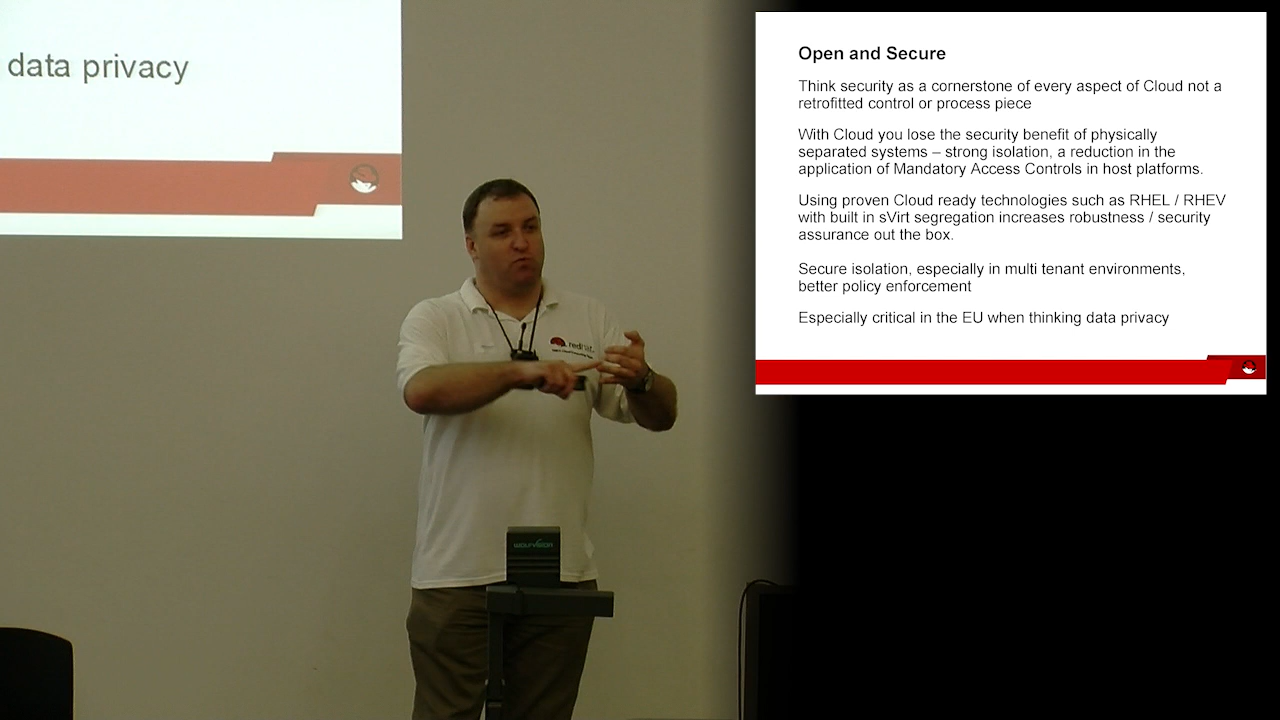 data privacy
Open and Secure
Think security as a cornerstone of every aspect of Cloud not a
retrofitted control or process piece
With Cloud you lose the security benefit of physically
separated systems – strong isolation, a reduction in the
application of Mandatory Access Controls in host platforms.
Using proven Cloud ready technologies such as RHEL / RHEV
with built in sVirt segregation increases robustness / security
assurance out the box.
Secure isolation, especially in multi tenant environments,
better policy enforcement
Especially critical in the EU when thinking data privacy
redhat.
WOLFVISION